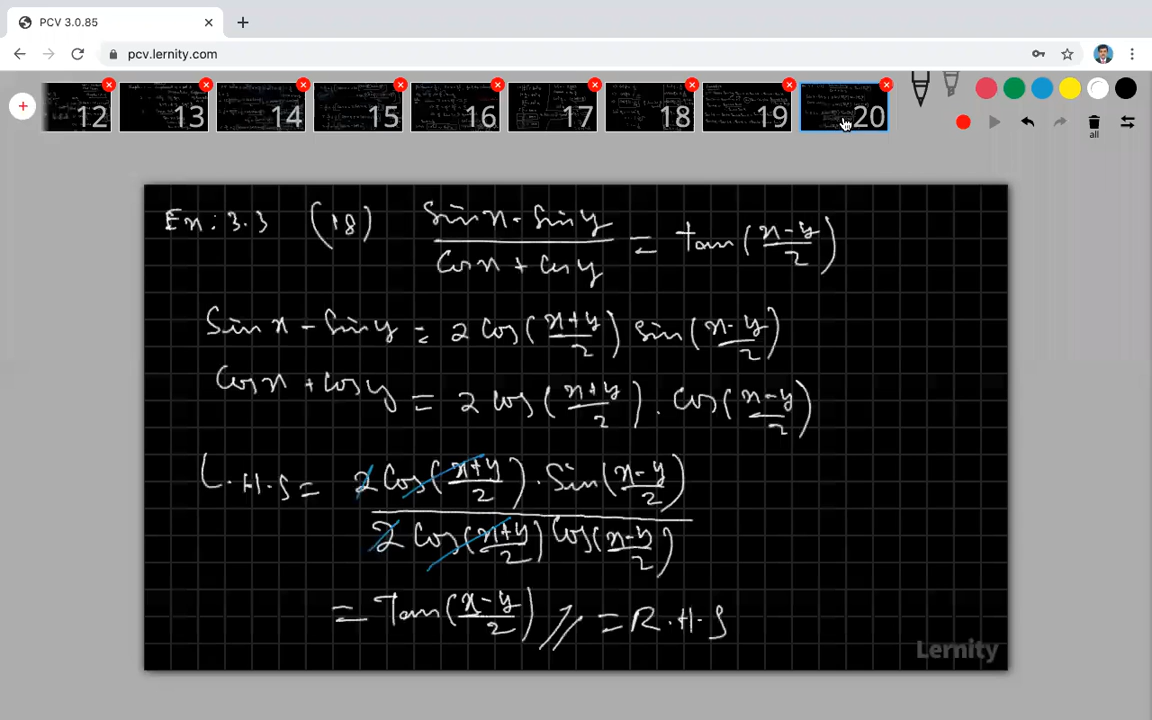 PCV 3.0.85
pcv.lernity.com
12 13 14 15 16 17 18 19 20
all
Ex: 3.3 (18) (Sin x - Sin y)/(Cos x + Cos y) = tan((x-y)/2)
Sin x - Sin y = 2 Cos((x+y)/2) sin((x-y)/2)
Cos x + Cos y = 2 Cos((x+y)/2) . Cos((x-y)/2)
L.H.S = 2 Cos((x+y)/2) . Sin((x-y)/2)
2 Cos((x+y)/2) Cos((x-y)/2)
= Tan((x-y)/2) // = R.H.S
Lernity